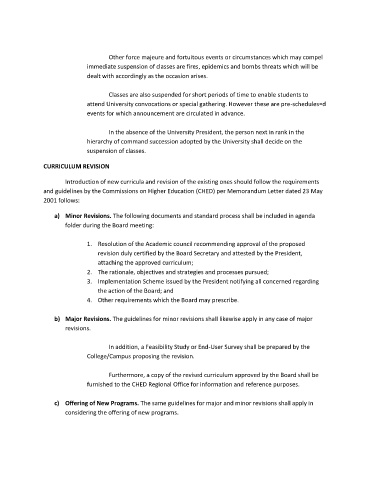 Other force majeure and fortuitous events or circumstances which may compel
immediate suspension of classes are fires, epidemics and bombs threats which will be
dealt with accordingly as the occasion arises.
Classes are also suspended for short periods of time to enable students to
attend University convocations or special gathering. However these are pre-schedules=d
events for which announcement are circulated in advance.
In the absence of the University President, the person next in rank in the
hierarchy of command succession adopted by the University shall decide on the
suspension of classes.
CURRICULUM REVISION
Introduction of new curricula and revision of the existing ones should follow the requirements
and guidelines by the Commissions on Higher Education (CHED) per Memorandum Letter dated 23 May
2001 follows:
a) Minor Revisions. The following documents and standard process shall be included in agenda
folder during the Board meeting:
1. Resolution of the Academic council recommending approval of the proposed
revision duly certified by the Board Secretary and attested by the President,
attaching the approved curriculum;
2. The rationale, objectives and strategies and processes pursued;
3. Implementation Scheme issued by the President notifying all concerned regarding
the action of the Board; and
4. Other requirements which the Board may prescribe.
b) Major Revisions. The guidelines for minor revisions shall likewise apply in any case of major
revisions.
In addition, a Feasibility Study or End-User Survey shall be prepared by the
College/Campus proposing the revision.
Furthermore, a copy of the revised curriculum approved by the Board shall be
furnished to the CHED Regional Office for information and reference purposes.
c) Offering of New Programs. The same guidelines for major and minor revisions shall apply in
considering the offering of new programs.